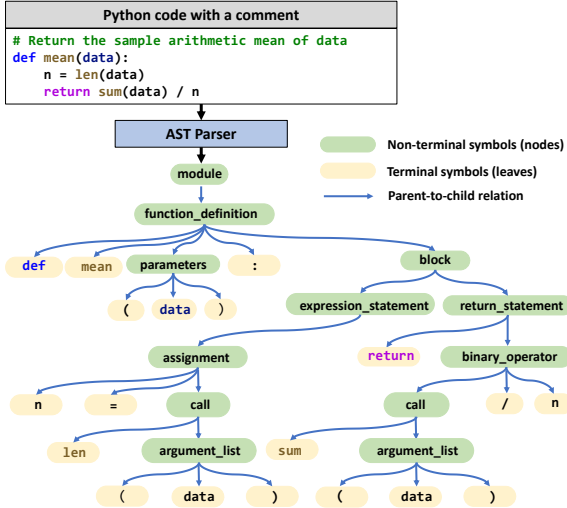 Python code with a comment
# Return the sample arithmetic mean of data
def mean(data):
    n = len(data)
    return sum(data) / n
AST Parser
Non-terminal symbols (nodes)
Terminal symbols (leaves)
Parent-to-child relation
module
function_definition
def mean parameters : block
( data ) expression_statement return_statement
assignment return binary_operator
n = call call / n
len argument_list sum argument_list
( data ) ( data )